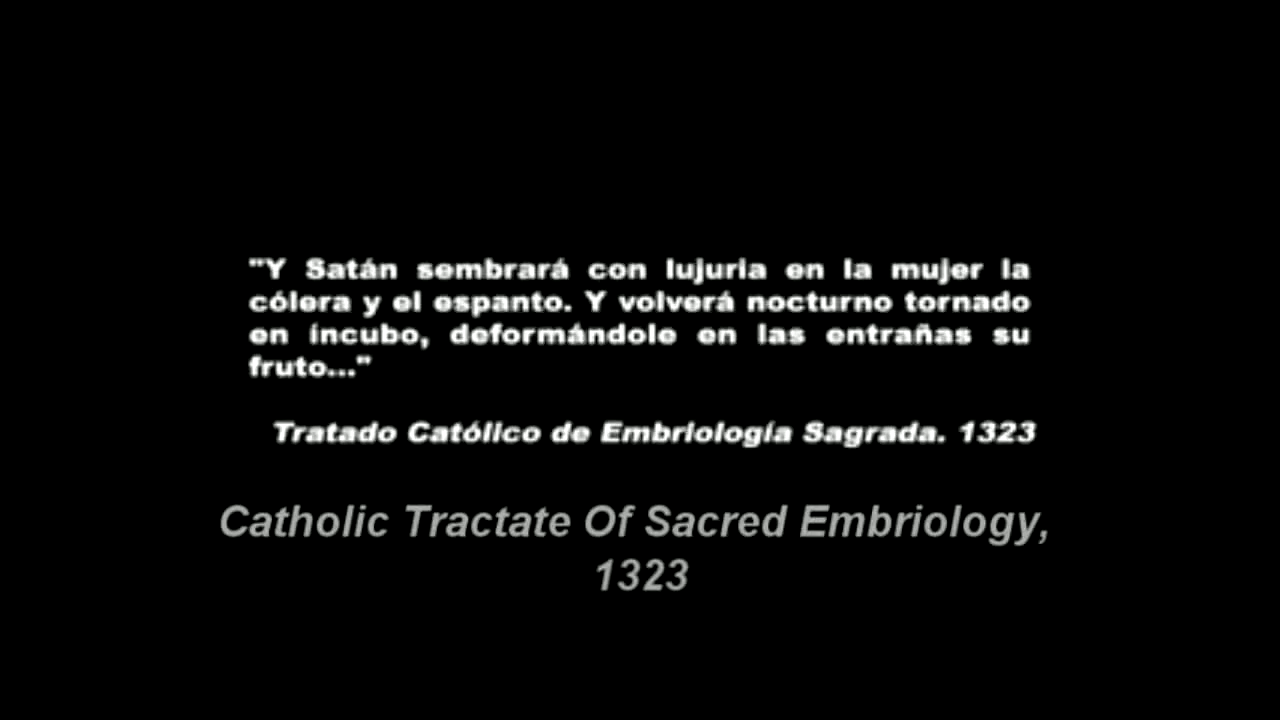 "Y Satán sembrará con lujuria en la mujer la
cólera y el espanto. Y volverá nocturno tornado
en íncubo, deformándole en las entrañas su
fruto..."
Tratado Católico de Embriología Sagrada. 1323
Catholic Tractate Of Sacred Embriology,
1323